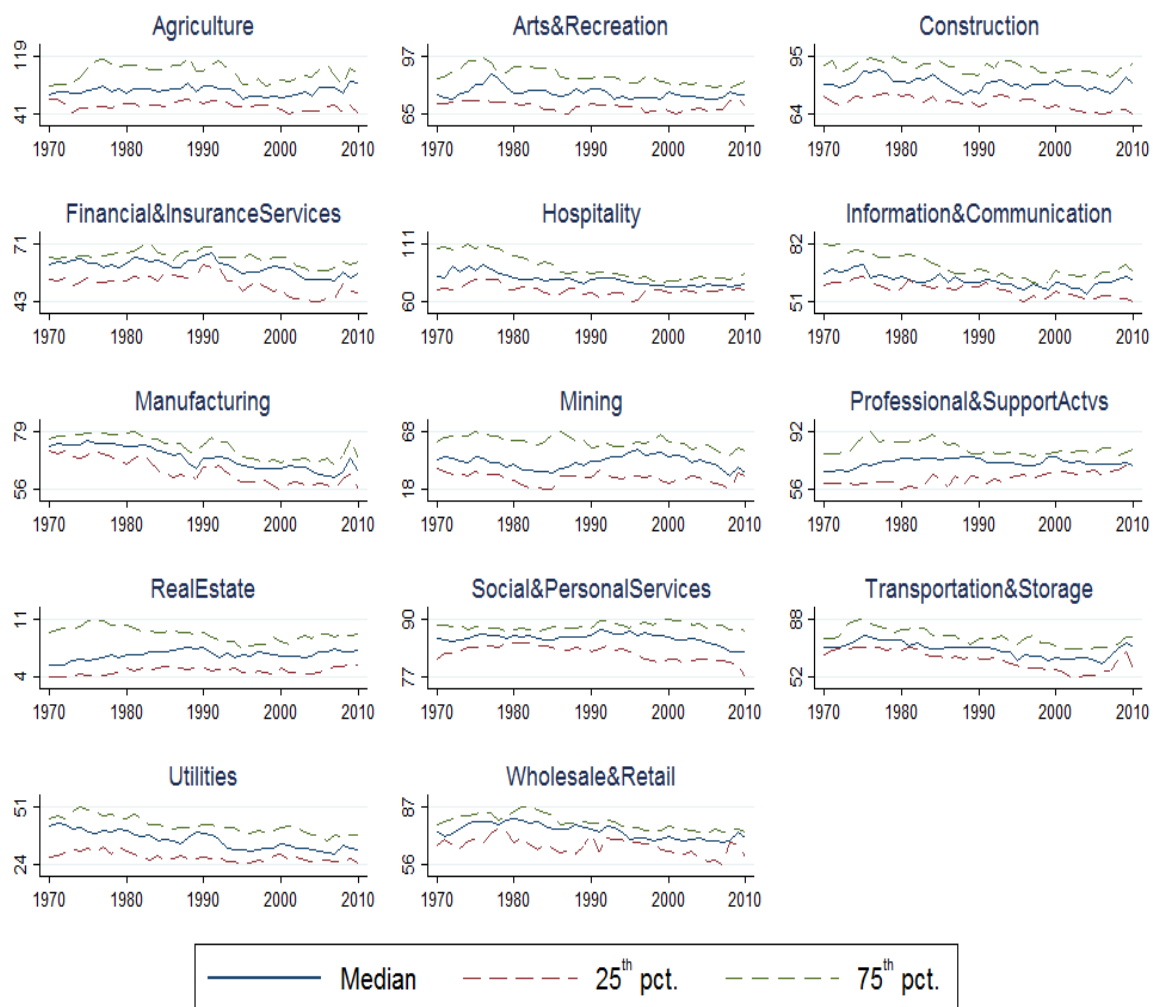 Agriculture
119
41
1970 1980 1990 2000 2010
Arts&Recreation
97
65
1970 1980 1990 2000 2010
Construction
95
64
1970 1980 1990 2000 2010
Financial&InsuranceServices
71
43
1970 1980 1990 2000 2010
Hospitality
111
60
1970 1980 1990 2000 2010
Information&Communication
82
51
1970 1980 1990 2000 2010
Manufacturing
79
56
1970 1980 1990 2000 2010
Mining
68
18
1970 1980 1990 2000 2010
Professional&SupportActvs
92
56
1970 1980 1990 2000 2010
RealEstate
11
4
1970 1980 1990 2000 2010
Social&PersonalServices
90
77
1970 1980 1990 2000 2010
Transportation&Storage
88
52
1970 1980 1990 2000 2010
Utilities
51
24
1970 1980 1990 2000 2010
Wholesale&Retail
87
56
1970 1980 1990 2000 2010
Median 25th pct. 75th pct.